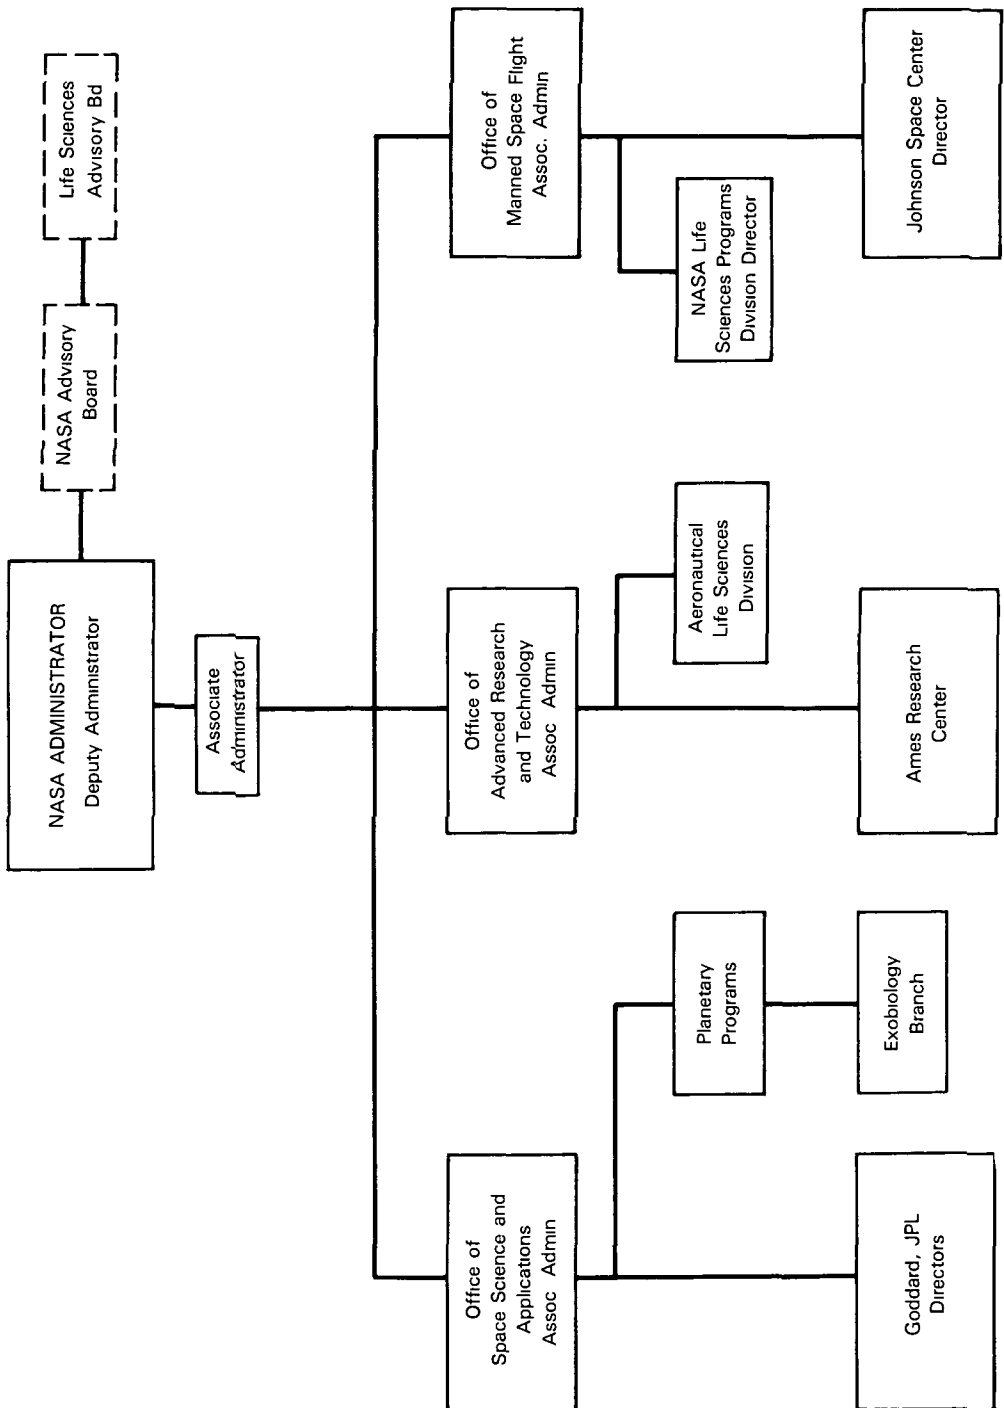 NASA ADMINISTRATOR
Deputy Administrator
NASA Advisory
Board
Life Sciences
Advisory Bd
Associate
Administrator
Office of
Space Science and
Applications
Assoc Admin
Office of
Advanced Research
and Technology
Assoc Admin
Office of
Manned Space Flight
Assoc. Admin
Planetary
Programs
Aeronautical
Life Sciences
Division
NASA Life
Sciences Programs
Division Director
Goddard, JPL
Directors
Exobiology
Branch
Ames Research
Center
Johnson Space Center
Director